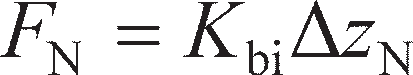 F_N = K_bi Δz_N